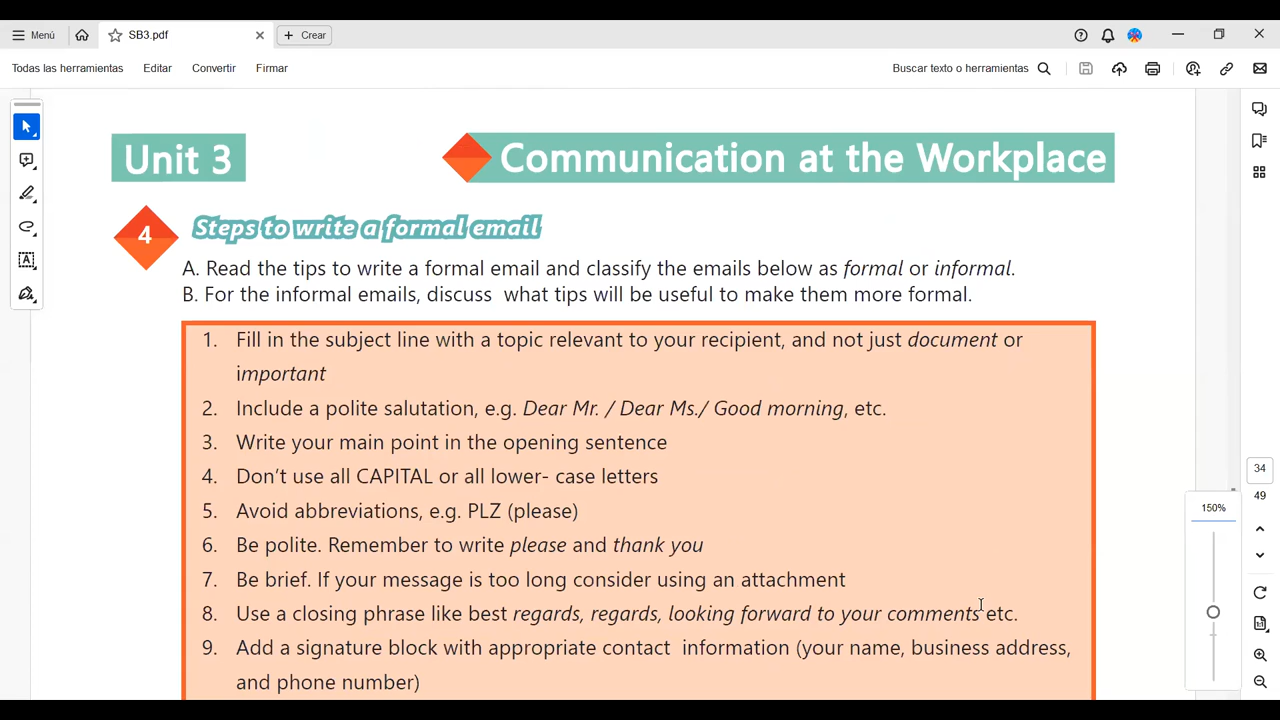 Menú
SB3.pdf
Crear
Todas las herramientas
Editar
Convertir
Firmar
Buscar texto o herramientas
Unit 3
Communication at the Workplace
4
Steps to write a formal email
A. Read the tips to write a formal email and classify the emails below as formal or informal.
B. For the informal emails, discuss what tips will be useful to make them more formal.
1. Fill in the subject line with a topic relevant to your recipient, and not just document or
important
2. Include a polite salutation, e.g. Dear Mr. / Dear Ms./ Good morning, etc.
3. Write your main point in the opening sentence
4. Don't use all CAPITAL or all lower- case letters
5. Avoid abbreviations, e.g. PLZ (please)
6. Be polite. Remember to write please and thank you
7. Be brief. If your message is too long consider using an attachment
8. Use a closing phrase like best regards, regards, looking forward to your comments etc.
9. Add a signature block with appropriate contact information (your name, business address,
and phone number)
34
49
150%